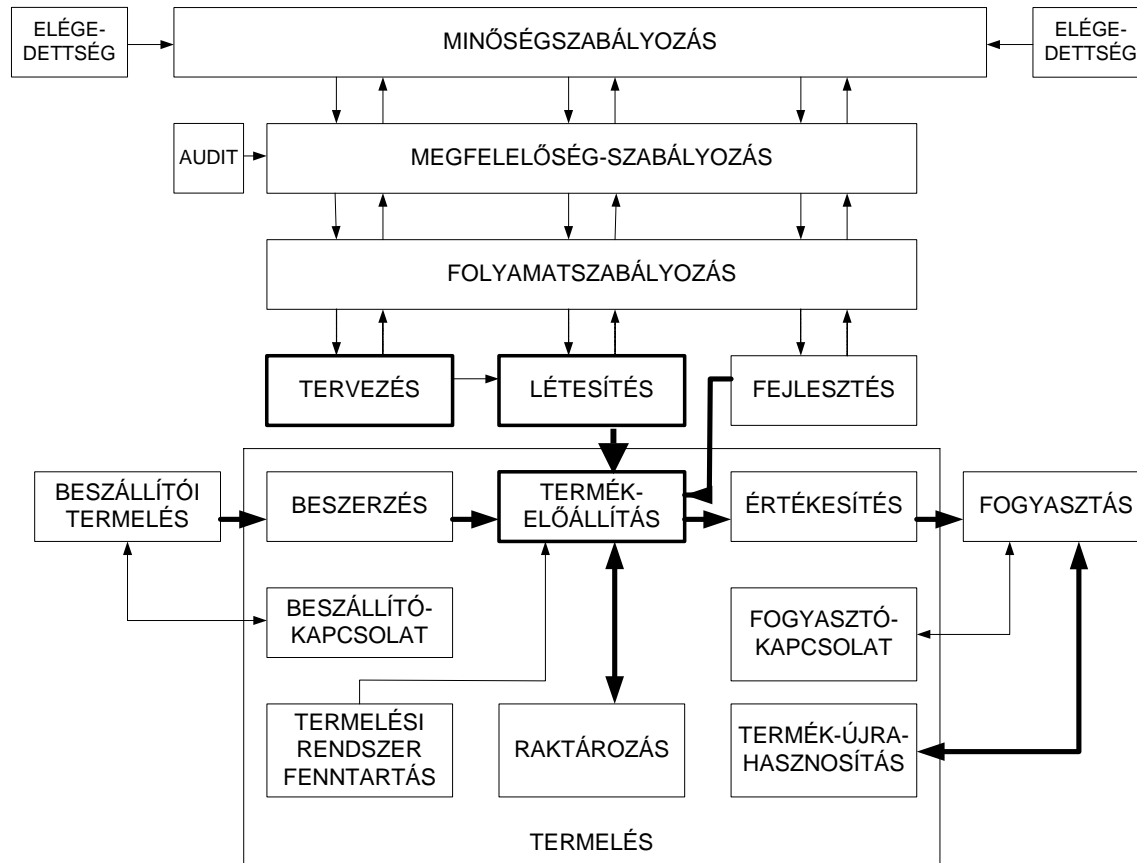 ELÉGE-
DETTSÉG
MINŐSÉGSZABÁLYOZÁS
ELÉGE-
DETTSÉG
AUDIT
MEGFELELŐSÉG-SZABÁLYOZÁS
FOLYAMATSZABÁLYOZÁS
TERVEZÉS
LÉTESÍTÉS
FEJLESZTÉS
BESZÁLLÍTÓI
TERMELÉS
BESZERZÉS
TERMÉK-
ELŐÁLLÍTÁS
ÉRTÉKESÍTÉS
FOGYASZTÁS
BESZÁLLÍTÓ-
KAPCSOLAT
FOGYASZTÓ-
KAPCSOLAT
TERMELÉSI
RENDSZER
FENNTARTÁS
RAKTÁROZÁS
TERMÉK-ÚJRA-
HASZNOSÍTÁS
TERMELÉS